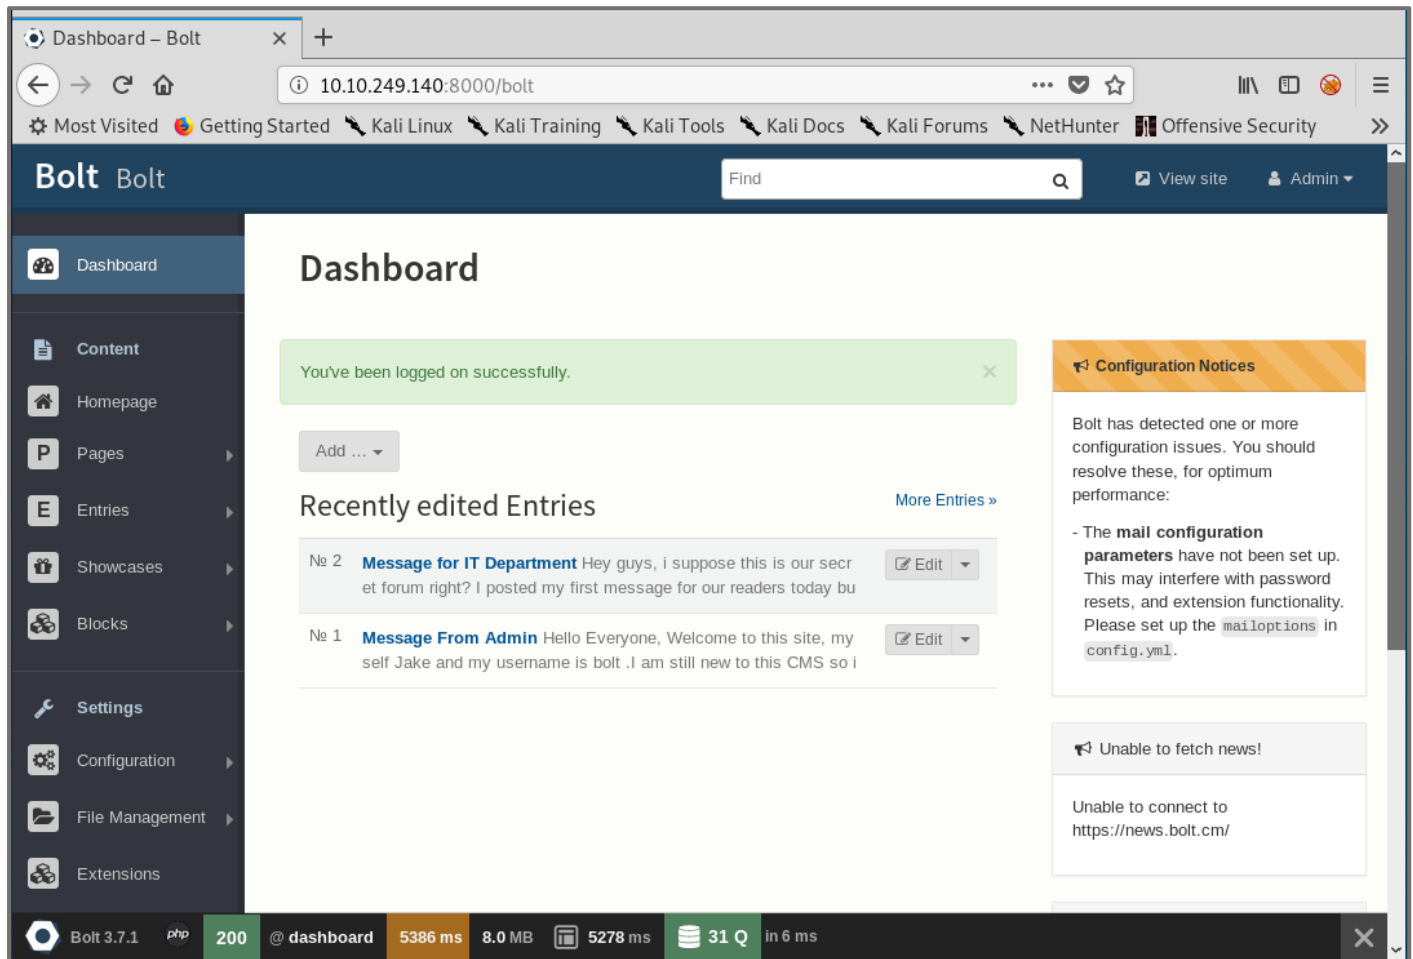 Dashboard – Bolt
10.10.249.140:8000/bolt
Most Visited Getting Started Kali Linux Kali Training Kali Tools Kali Docs Kali Forums NetHunter Offensive Security
Bolt Bolt Find View site Admin
Dashboard
Content
Homepage
P Pages
E Entries
Showcases
Blocks
Settings
Configuration
File Management
Extensions
Dashboard
You've been logged on successfully.
Add ...
Recently edited Entries More Entries »
№ 2 Message for IT Department Hey guys, i suppose this is our secr Edit
et forum right? I posted my first message for our readers today bu
№ 1 Message From Admin Hello Everyone, Welcome to this site, my Edit
self Jake and my username is bolt .I am still new to this CMS so i
Configuration Notices
Bolt has detected one or more
configuration issues. You should
resolve these, for optimum
performance:
- The mail configuration
parameters have not been set up.
This may interfere with password
resets, and extension functionality.
Please set up the mailoptions in
config.yml.
Unable to fetch news!
Unable to connect to
https://news.bolt.cm/
Bolt 3.7.1 php 200 @ dashboard 5386 ms 8.0 MB 5278 ms 31 Q in 6 ms